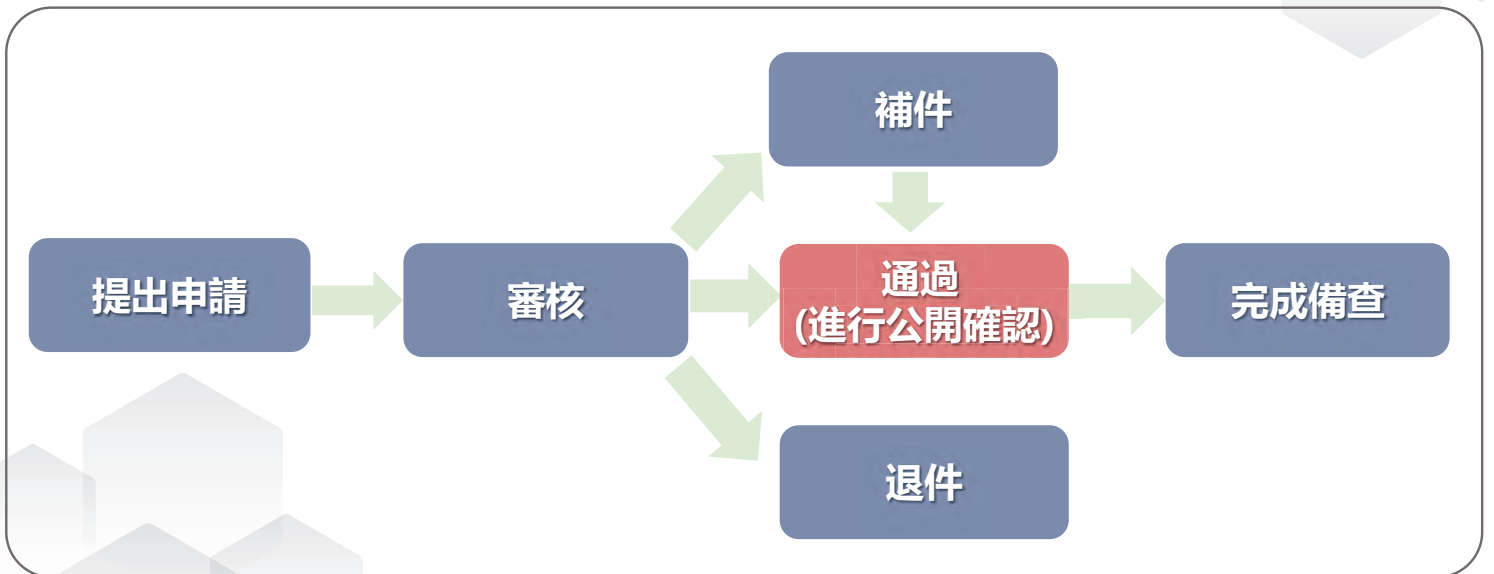 補件
提出申請
審核
通過
(進行公開確認)
完成備查
退件